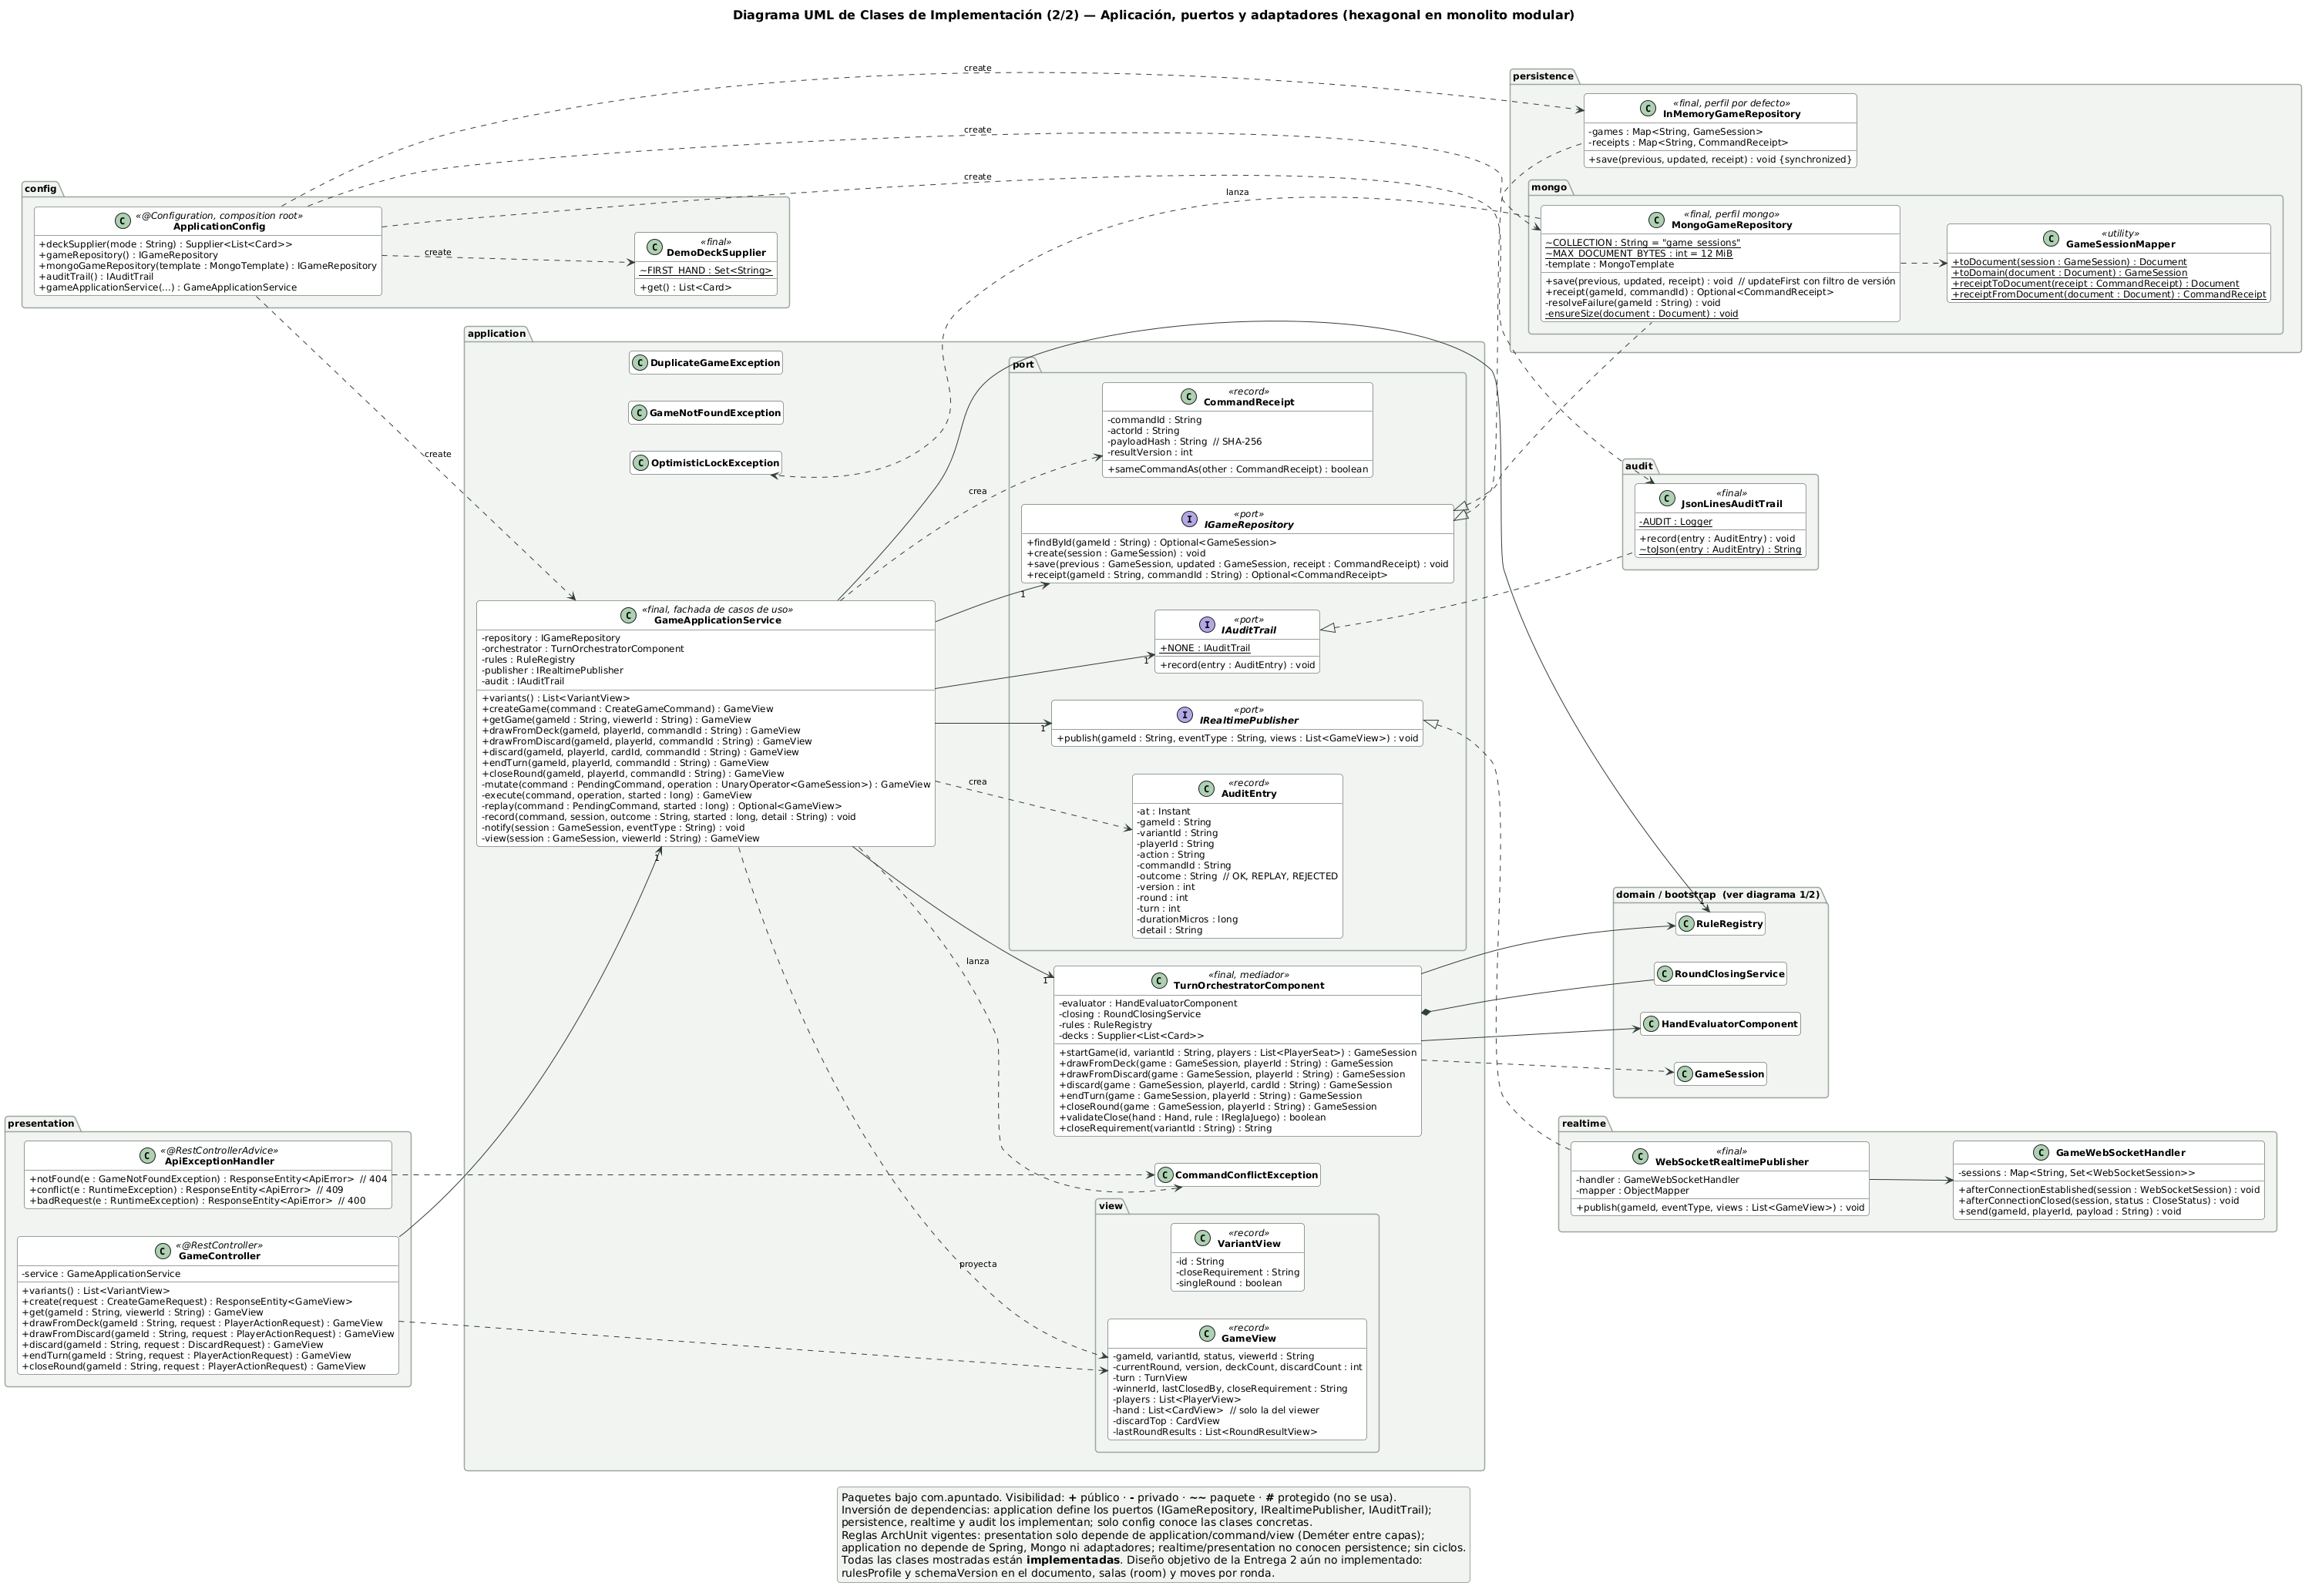 Diagrama UML de Clases de Implementación (2/2) — Aplicación, puertos y adaptadores (hexagonal en monolito modular)
config
«@Configuration, composition root»
ApplicationConfig
+deckSupplier(mode : String) : Supplier<List<Card>>
+gameRepository() : IGameRepository
+mongoGameRepository(template : MongoTemplate) : IGameRepository
+auditTrail() : IAuditTrail
+gameApplicationService(...) : GameApplicationService
create
create
create
create
create
«final»
DemoDeckSupplier
~FIRST_HAND : Set<String>
+get() : List<Card>
persistence
«final, perfil por defecto»
InMemoryGameRepository
-games : Map<String, GameSession>
-receipts : Map<String, CommandReceipt>
+save(previous, updated, receipt) : void {synchronized}
mongo
«final, perfil mongo»
MongoGameRepository
~COLLECTION : String = "game_sessions"
~MAX_DOCUMENT_BYTES : int = 12 MiB
-template : MongoTemplate
+save(previous, updated, receipt) : void  // updateFirst con filtro de versión
+receipt(gameId, commandId) : Optional<CommandReceipt>
-resolveFailure(gameId : String) : void
-ensureSize(document : Document) : void
«utility»
GameSessionMapper
+toDocument(session : GameSession) : Document
+toDomain(document : Document) : GameSession
+receiptToDocument(receipt : CommandReceipt) : Document
+receiptFromDocument(document : Document) : CommandReceipt
lanza
application
DuplicateGameException
GameNotFoundException
OptimisticLockException
port
«record»
CommandReceipt
-commandId : String
-actorId : String
-payloadHash : String  // SHA-256
-resultVersion : int
+sameCommandAs(other : CommandReceipt) : boolean
crea
«port»
IGameRepository
+findById(gameId : String) : Optional<GameSession>
+create(session : GameSession) : void
+save(previous : GameSession, updated : GameSession, receipt : CommandReceipt) : void
+receipt(gameId : String, commandId : String) : Optional<CommandReceipt>
1
audit
«final»
JsonLinesAuditTrail
-AUDIT : Logger
+record(entry : AuditEntry) : void
~toJson(entry : AuditEntry) : String
«final, fachada de casos de uso»
GameApplicationService
-repository : IGameRepository
-orchestrator : TurnOrchestratorComponent
-rules : RuleRegistry
-publisher : IRealtimePublisher
-audit : IAuditTrail
+variants() : List<VariantView>
+createGame(command : CreateGameCommand) : GameView
+getGame(gameId : String, viewerId : String) : GameView
+drawFromDeck(gameId, playerId, commandId : String) : GameView
+drawFromDiscard(gameId, playerId, commandId : String) : GameView
+discard(gameId, playerId, cardId, commandId : String) : GameView
+endTurn(gameId, playerId, commandId : String) : GameView
+closeRound(gameId, playerId, commandId : String) : GameView
-mutate(command : PendingCommand, operation : UnaryOperator<GameSession>) : GameView
-execute(command, operation, started : long) : GameView
-replay(command : PendingCommand, started : long) : Optional<GameView>
-record(command, session, outcome : String, started : long, detail : String) : void
-notify(session : GameSession, eventType : String) : void
-view(session : GameSession, viewerId : String) : GameView
1
«port»
IAuditTrail
+NONE : IAuditTrail
+record(entry : AuditEntry) : void
1
«port»
IRealtimePublisher
+publish(gameId : String, eventType : String, views : List<GameView>) : void
1
crea
«record»
AuditEntry
-at : Instant
-gameId : String
-variantId : String
-playerId : String
-action : String
-commandId : String
-outcome : String  // OK, REPLAY, REJECTED
-version : int
-round : int
-turn : int
-durationMicros : long
-detail : String
domain / bootstrap  (ver diagrama 1/2)
1
RuleRegistry
RoundClosingService
HandEvaluatorComponent
GameSession
lanza
1
«final, mediador»
TurnOrchestratorComponent
-evaluator : HandEvaluatorComponent
-closing : RoundClosingService
-rules : RuleRegistry
-decks : Supplier<List<Card>>
+startGame(id, variantId : String, players : List<PlayerSeat>) : GameSession
+drawFromDeck(game : GameSession, playerId : String) : GameSession
+drawFromDiscard(game : GameSession, playerId : String) : GameSession
+discard(game : GameSession, playerId, cardId : String) : GameSession
+endTurn(game : GameSession, playerId : String) : GameSession
+closeRound(game : GameSession, playerId : String) : GameSession
+validateClose(hand : Hand, rule : IReglaJuego) : boolean
+closeRequirement(variantId : String) : String
presentation
«@RestControllerAdvice»
ApiExceptionHandler
+notFound(e : GameNotFoundException) : ResponseEntity<ApiError>  // 404
+conflict(e : RuntimeException) : ResponseEntity<ApiError>  // 409
+badRequest(e : RuntimeException) : ResponseEntity<ApiError>  // 400
«@RestController»
GameController
-service : GameApplicationService
+variants() : List<VariantView>
+create(request : CreateGameRequest) : ResponseEntity<GameView>
+get(gameId : String, viewerId : String) : GameView
+drawFromDeck(gameId : String, request : PlayerActionRequest) : GameView
+drawFromDiscard(gameId : String, request : PlayerActionRequest) : GameView
+discard(gameId : String, request : DiscardRequest) : GameView
+endTurn(gameId : String, request : PlayerActionRequest) : GameView
+closeRound(gameId : String, request : PlayerActionRequest) : GameView
CommandConflictException
proyecta
view
«record»
VariantView
-id : String
-closeRequirement : String
-singleRound : boolean
«record»
GameView
-gameId, variantId, status, viewerId : String
-currentRound, version, deckCount, discardCount : int
-turn : TurnView
-winnerId, lastClosedBy, closeRequirement : String
-players : List<PlayerView>
-hand : List<CardView>  // solo la del viewer
-discardTop : CardView
-lastRoundResults : List<RoundResultView>
realtime
«final»
WebSocketRealtimePublisher
-handler : GameWebSocketHandler
-mapper : ObjectMapper
+publish(gameId, eventType, views : List<GameView>) : void
GameWebSocketHandler
-sessions : Map<String, Set<WebSocketSession>>
+afterConnectionEstablished(session : WebSocketSession) : void
+afterConnectionClosed(session, status : CloseStatus) : void
+send(gameId, playerId, payload : String) : void
Paquetes bajo com.apuntado. Visibilidad: + público · - privado · ~~ paquete · # protegido (no se usa).
Inversión de dependencias: application define los puertos (IGameRepository, IRealtimePublisher, IAuditTrail);
persistence, realtime y audit los implementan; solo config conoce las clases concretas.
Reglas ArchUnit vigentes: presentation solo depende de application/command/view (Deméter entre capas);
application no depende de Spring, Mongo ni adaptadores; realtime/presentation no conocen persistence; sin ciclos.
Todas las clases mostradas están implementadas. Diseño objetivo de la Entrega 2 aún no implementado:
rulesProfile y schemaVersion en el documento, salas (room) y moves por ronda.